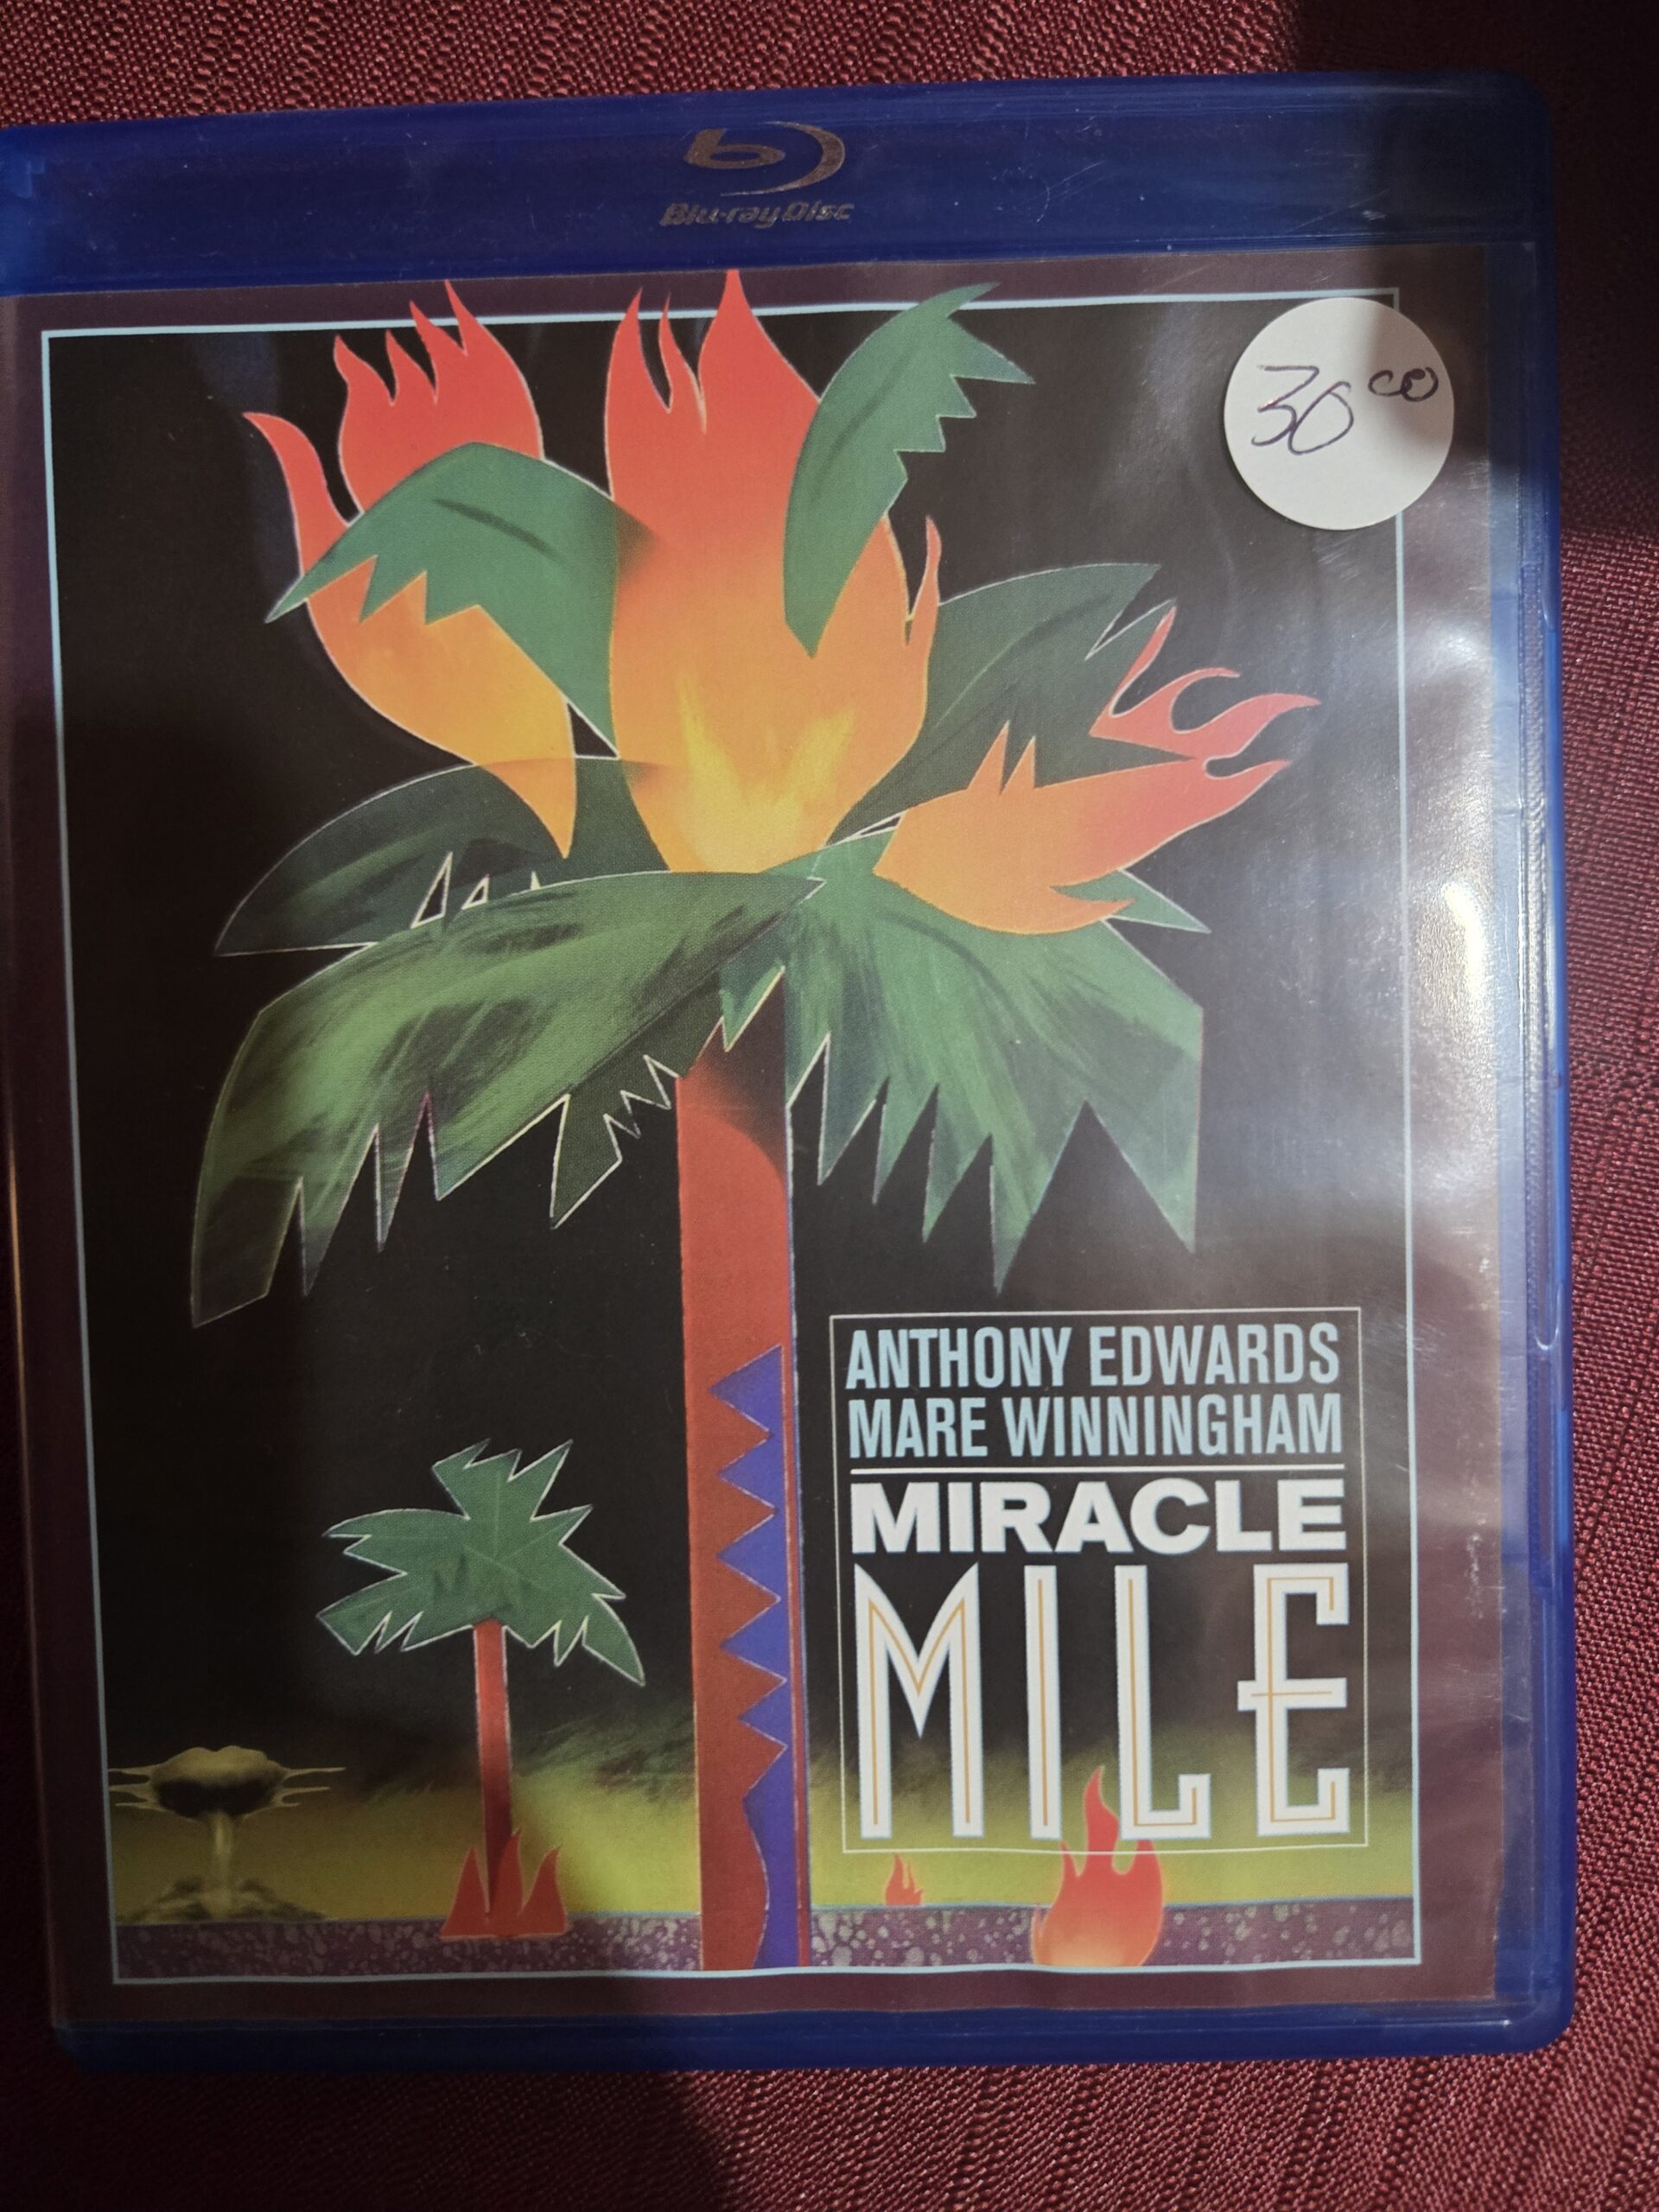 Blu-ray Disc
30 00
ANTHONY EDWARDS
MARE WINNINGHAM
MIRACLE
MILE